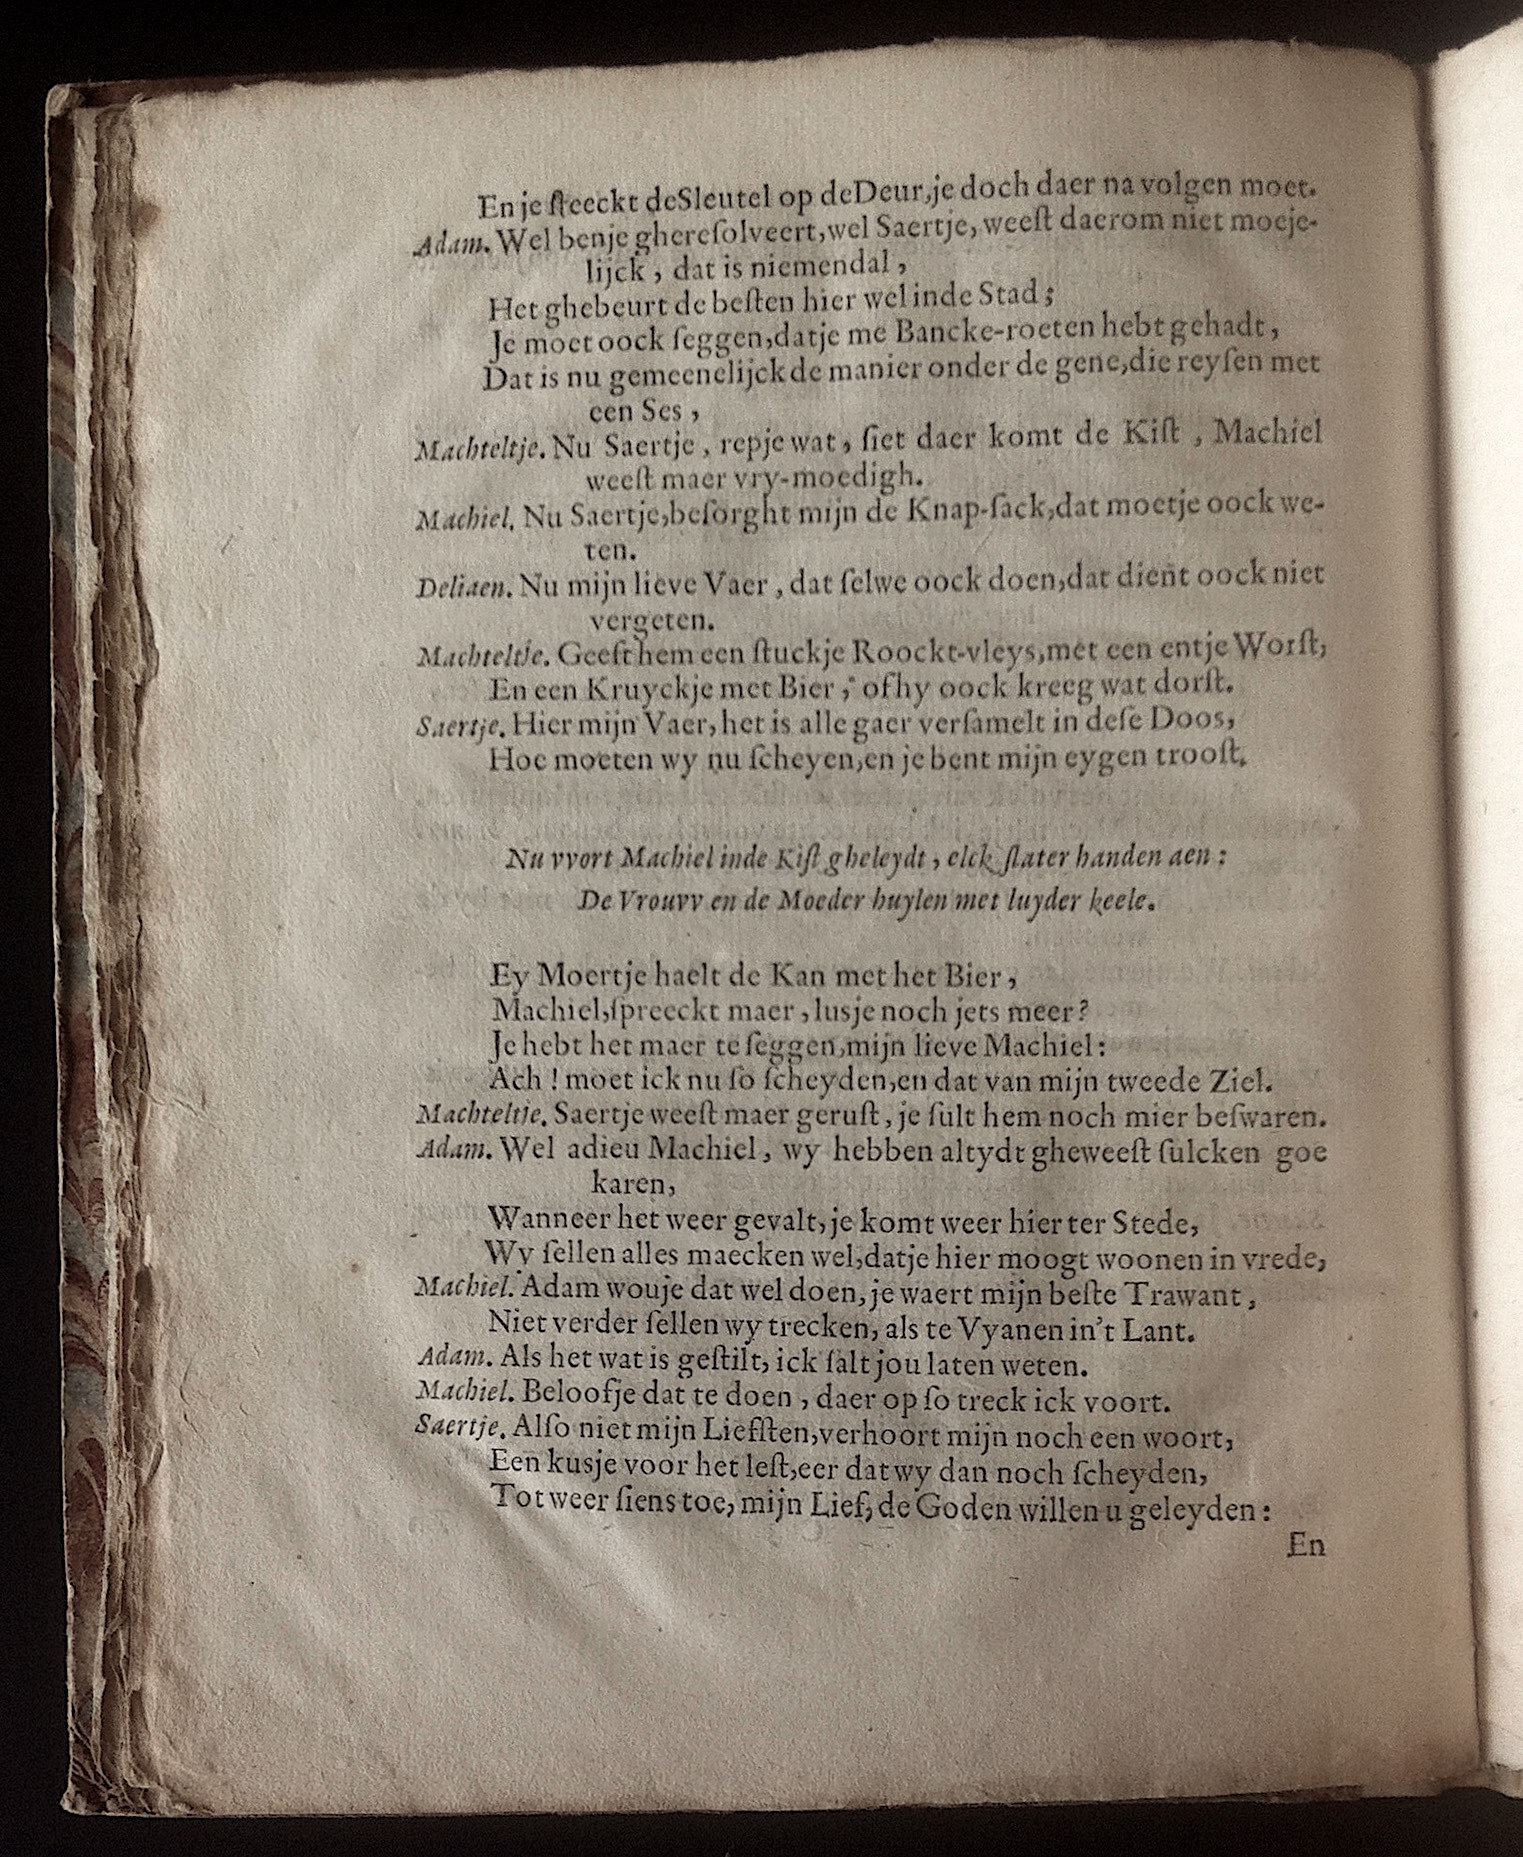 En je ſteeckt de Sleutel op de Deur, je doch daer na volgen moet.
Adam. Wel benje ghereſolveert, wel Saertje, weeſt daerom niet moeje-
lijck, dat is niemendal,
Het ghebeurt de beſten hier wel inde Stad;
Je moet oock ſeggen, datje me Bancke-roeten hebt gehadt,
Dat is nu gemeenelijck de manier onder de gene, die reyſen met
een Ses,
Machteltje. Nu Saertje, repje wat, ſiet daer komt de Kiſt, Machiel
weeſt maer vry-moedigh.
Machiel. Nu Saertje, beſorght mijn de Knap-ſack, dat moetje oock we-
ten.
Deliaen. Nu mijn lieve Vaer, dat ſelwe oock doen, dat dient oock niet
vergeten.
Machteltje. Geeft hem een ſtuckje Roockt-vleys, met een entje Worſt,
En een Kruyckje met Bier, of hy oock kreeg wat dorſt.
Saertje. Hier mijn Vaer, het is alle gaer verſamelt in deſe Doos,
Hoe moeten wy nu ſcheyen, en je bent mijn eygen trooſt.
Nu vvort Machiel inde Kiſt gheleydt, elck ſlater handen aen:
De Vrouvv en de Moeder huylen met luyder keele.
Ey Moertje haelt de Kan met het Bier,
Machiel, ſpreeckt maer, lusje noch jets meer?
Je hebt het maer te ſeggen, mijn lieve Machiel:
Ach! moet ick nu ſo ſcheyden, en dat van mijn tweede Ziel.
Machteltje. Saertje weeſt maer geruſt, je ſult hem noch mier beſwaren.
Adam. Wel adieu Machiel, wy hebben altydt gheweeſt ſulcken goe
karen,
Wanneer het weer gevalt, je komt weer hier ter Stede,
Wy ſellen alles maecken wel, datje hier moogt woonen in vrede,
Machiel. Adam wouje dat wel doen, je waert mijn beſte Trawant,
Niet verder ſellen wy trecken, als te Vyanen in't Lant.
Adam. Als het wat is geſtilt, ick ſalt jou laten weten.
Machiel. Beloofje dat te doen, daer op ſo treck ick voort.
Saertje. Alſo niet mijn Liefſten, verhoort mijn noch een woort,
Een kusje voor het leſt, eer dat wy dan noch ſcheyden,
Tot weer ſiens toe, mijn Lief, de Goden willen u geleyden:
En